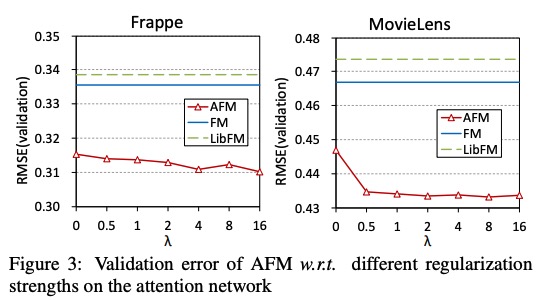 Frappe
0.35
0.34
0.33
0.32
0.31
0.30
RMSE(validation)
AFM
FM
LibFM
0 0.5 1 2 4 8 16
λ
MovieLens
0.48
0.47
0.46
0.45
0.44
0.43
RMSE(validation)
AFM
FM
LibFM
0 0.5 1 2 4 8 16
λ
Figure 3: Validation error of AFM w.r.t. different regularization
strengths on the attention network